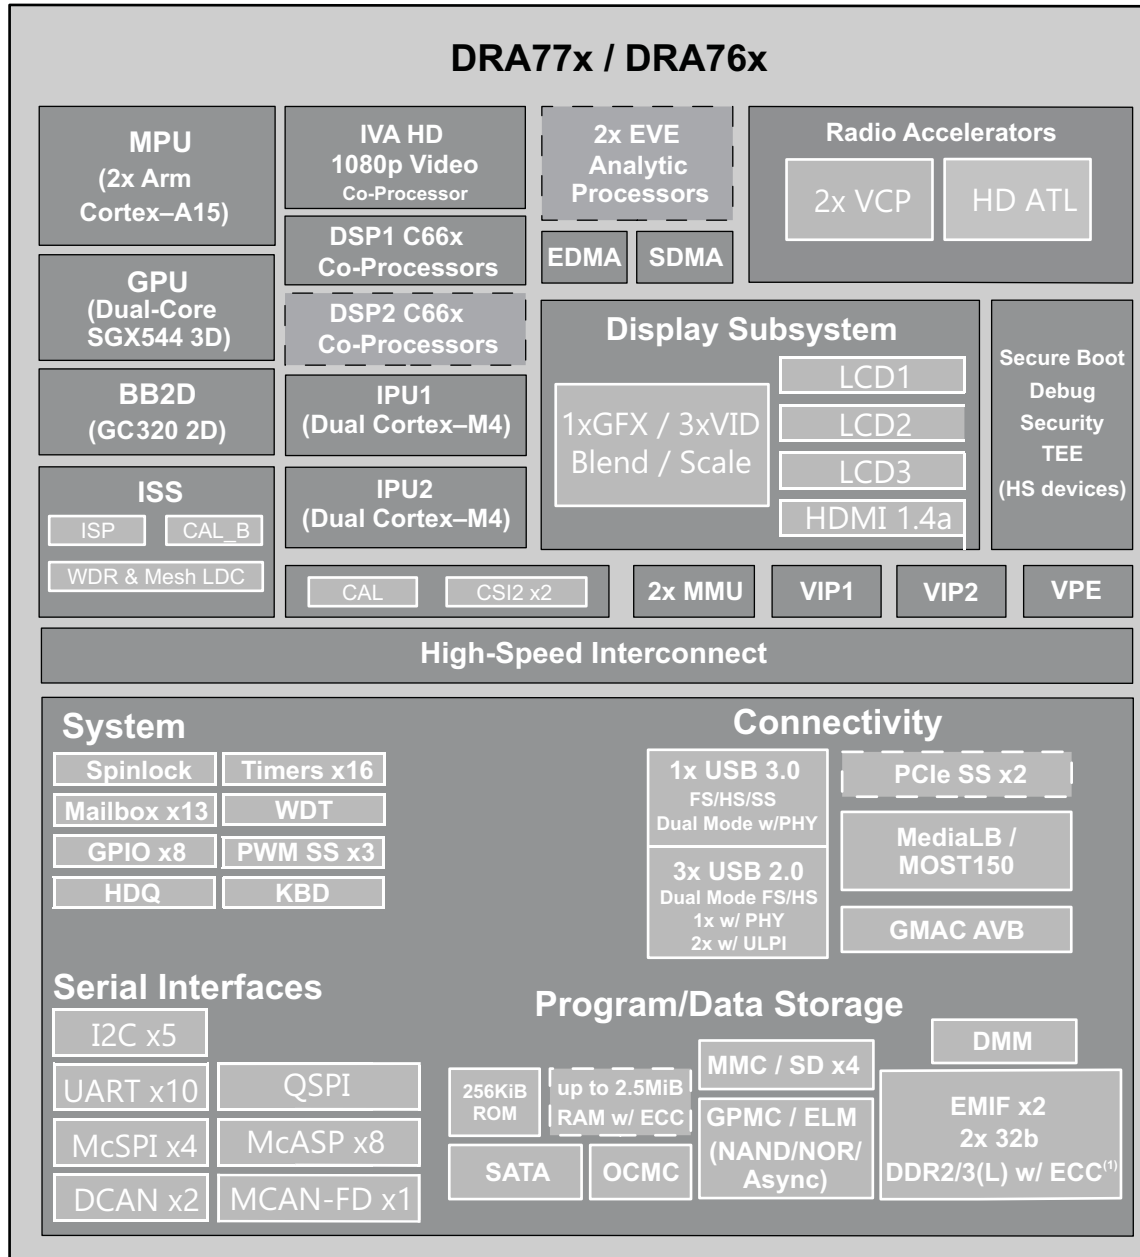 DRA77x / DRA76x
MPU
(2x Arm
Cortex–A15)
IVA HD
1080p Video
Co-Processor
2x EVE
Analytic
Processors
Radio Accelerators
2x VCP
HD ATL
DSP1 C66x
Co-Processors
EDMA
SDMA
GPU
(Dual-Core
SGX544 3D)
DSP2 C66x
Co-Processors
Display Subsystem
1xGFX / 3xVID
Blend / Scale
LCD1
LCD2
LCD3
HDMI 1.4a
Secure Boot
Debug
Security
TEE
(HS devices)
BB2D
(GC320 2D)
IPU1
(Dual Cortex–M4)
ISS
ISP
CAL_B
WDR & Mesh LDC
IPU2
(Dual Cortex–M4)
CAL
CSI2 x2
2x MMU
VIP1
VIP2
VPE
High-Speed Interconnect
System
Spinlock
Timers x16
Mailbox x13
WDT
GPIO x8
PWM SS x3
HDQ
KBD
Connectivity
1x USB 3.0
FS/HS/SS
Dual Mode w/PHY
3x USB 2.0
Dual Mode FS/HS
1x w/ PHY
2x w/ ULPI
PCIe SS x2
MediaLB /
MOST150
GMAC AVB
Serial Interfaces
I2C x5
UART x10
QSPI
McSPI x4
McASP x8
DCAN x2
MCAN-FD x1
Program/Data Storage
256KiB
ROM
up to 2.5MiB
RAM w/ ECC
SATA
OCMC
MMC / SD x4
GPMC / ELM
(NAND/NOR/
Async)
DMM
EMIF x2
2x 32b
DDR2/3(L) w/ ECC(1)